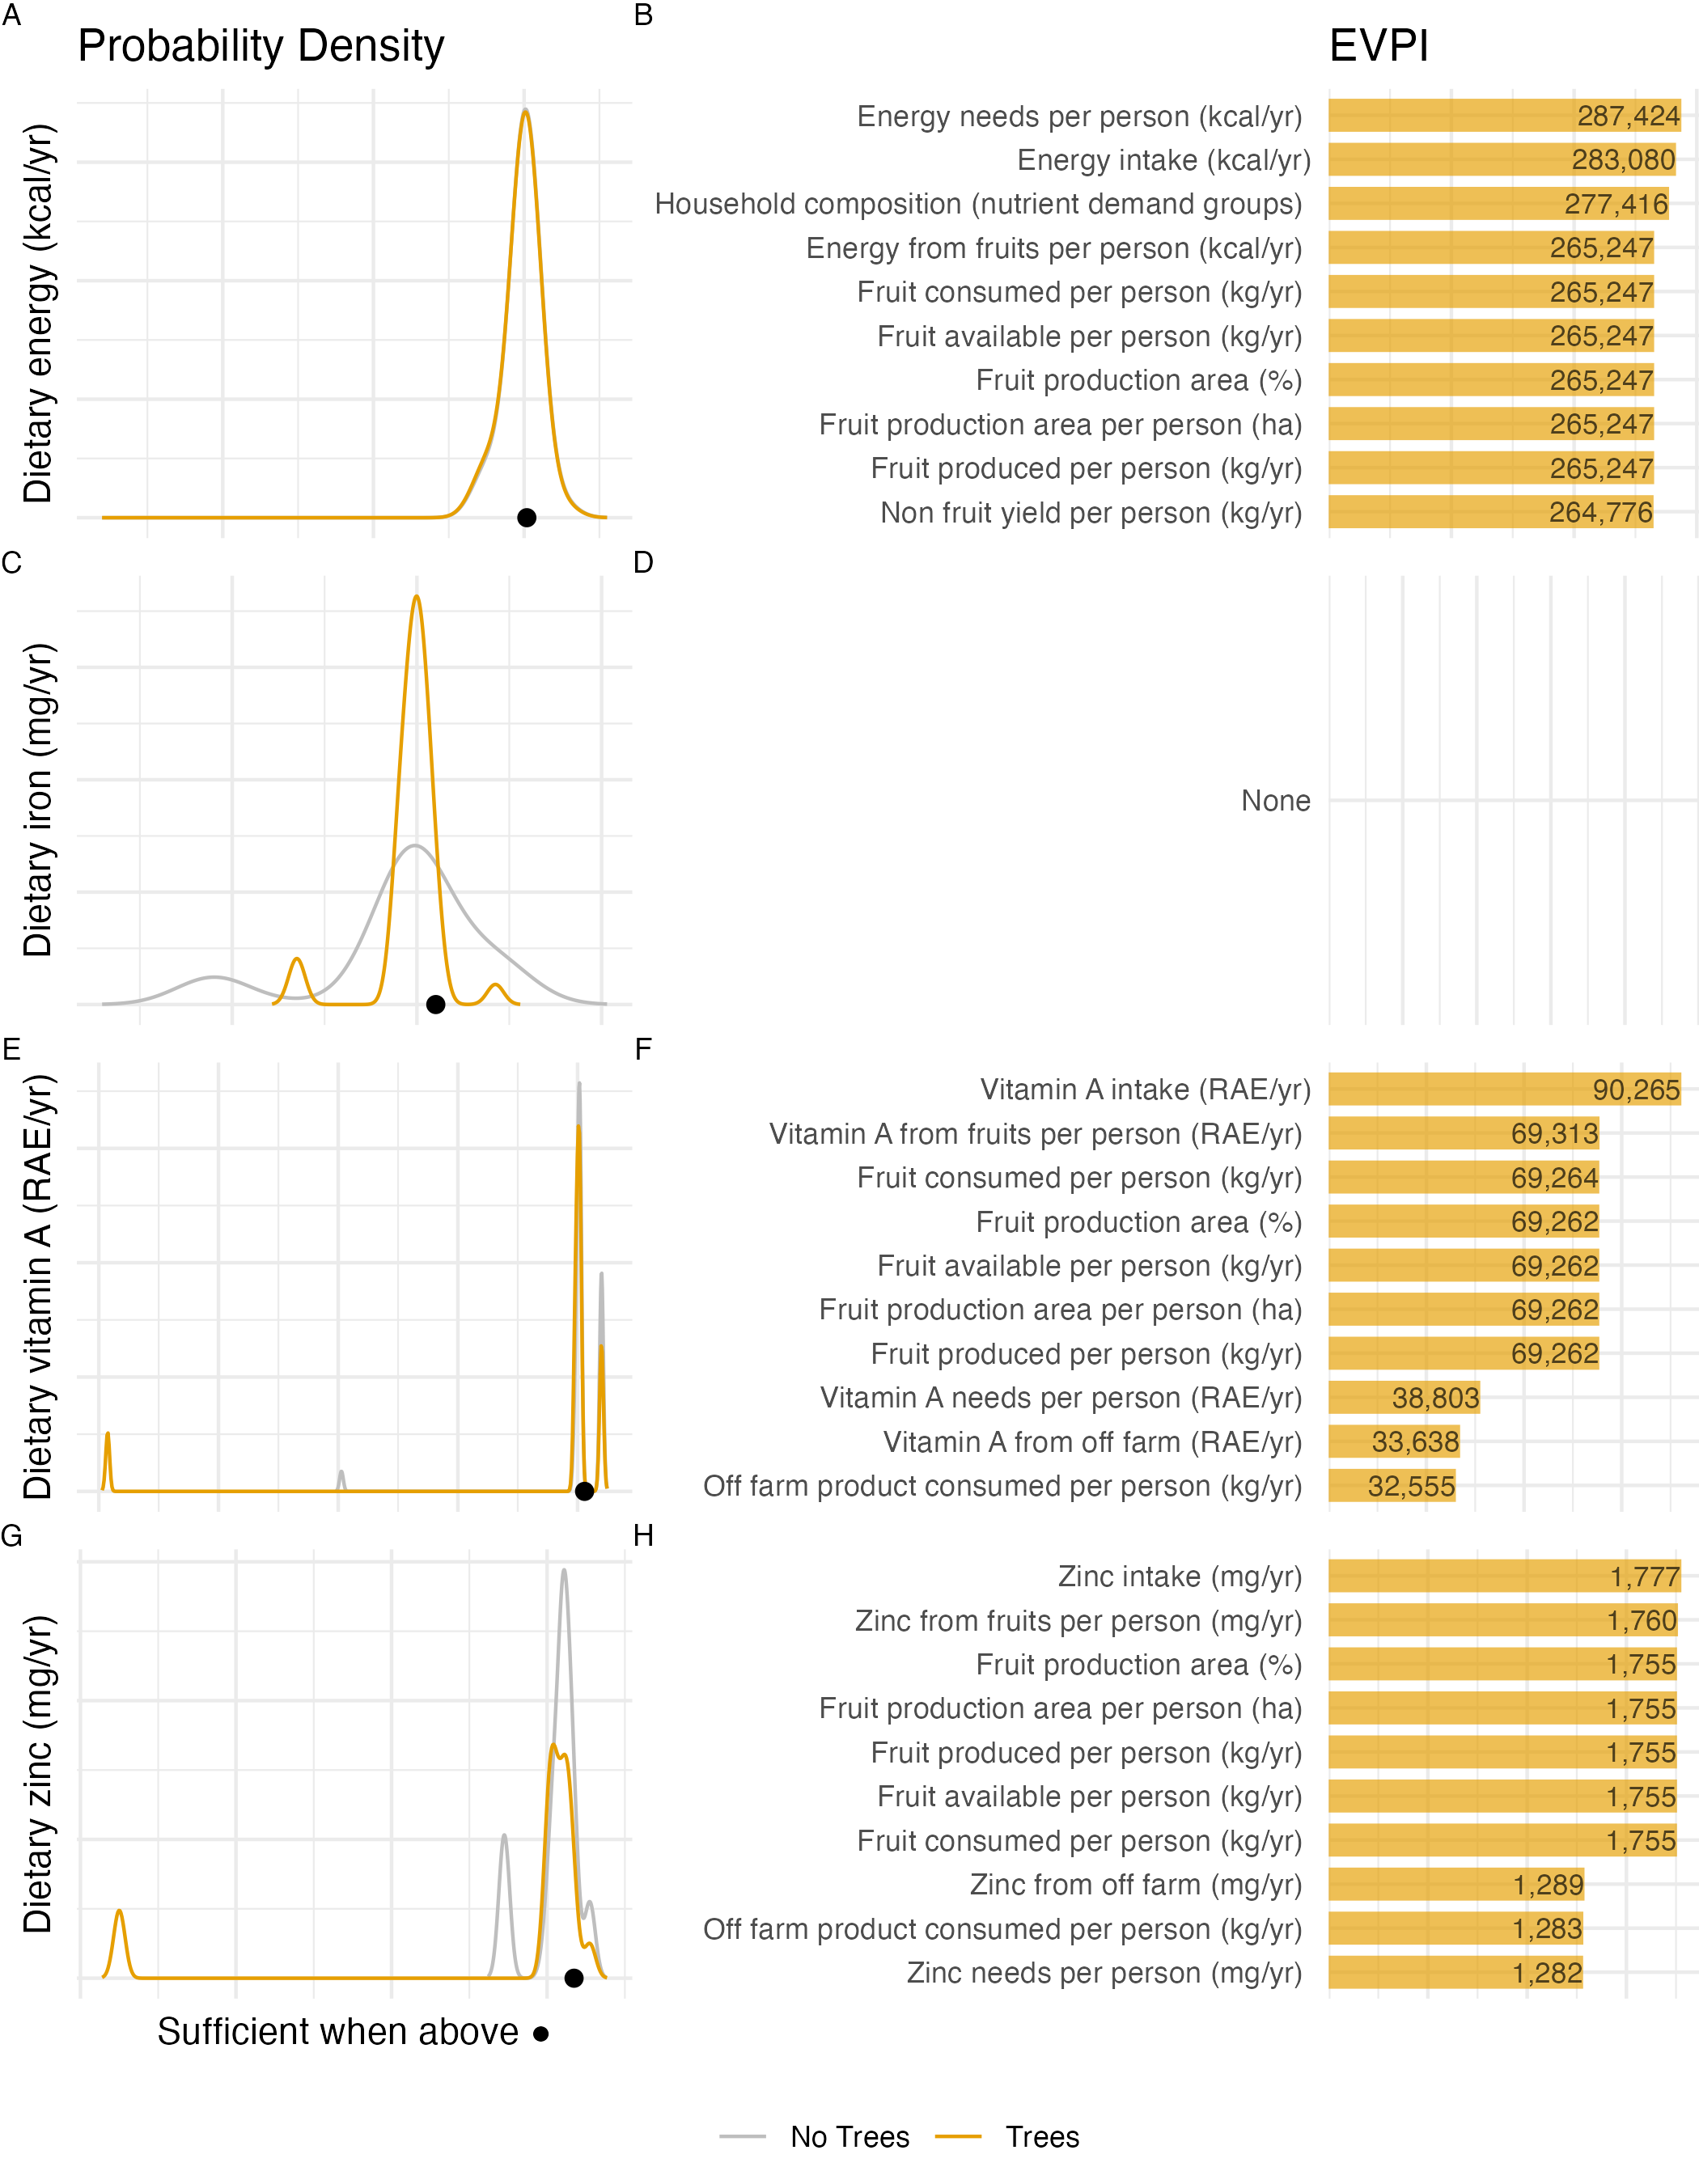 A
B
Probability Density
EVPI
Dietary energy (kcal/yr)
Energy needs per person (kcal/yr) 287,424
Energy intake (kcal/yr) 283,080
Household composition (nutrient demand groups) 277,416
Energy from fruits per person (kcal/yr) 265,247
Fruit consumed per person (kg/yr) 265,247
Fruit available per person (kg/yr) 265,247
Fruit production area (%) 265,247
Fruit production area per person (ha) 265,247
Fruit produced per person (kg/yr) 265,247
Non fruit yield per person (kg/yr) 264,776
C
D
Dietary iron (mg/yr)
None
E
F
Dietary vitamin A (RAE/yr)
Vitamin A intake (RAE/yr) 90,265
Vitamin A from fruits per person (RAE/yr) 69,313
Fruit consumed per person (kg/yr) 69,264
Fruit production area (%) 69,262
Fruit available per person (kg/yr) 69,262
Fruit production area per person (ha) 69,262
Fruit produced per person (kg/yr) 69,262
Vitamin A needs per person (RAE/yr) 38,803
Vitamin A from off farm (RAE/yr) 33,638
Off farm product consumed per person (kg/yr) 32,555
G
H
Dietary zinc (mg/yr)
Zinc intake (mg/yr) 1,777
Zinc from fruits per person (mg/yr) 1,760
Fruit production area (%) 1,755
Fruit production area per person (ha) 1,755
Fruit produced per person (kg/yr) 1,755
Fruit available per person (kg/yr) 1,755
Fruit consumed per person (kg/yr) 1,755
Zinc from off farm (mg/yr) 1,289
Off farm product consumed per person (kg/yr) 1,283
Zinc needs per person (mg/yr) 1,282
Sufficient when above ●
No Trees
Trees